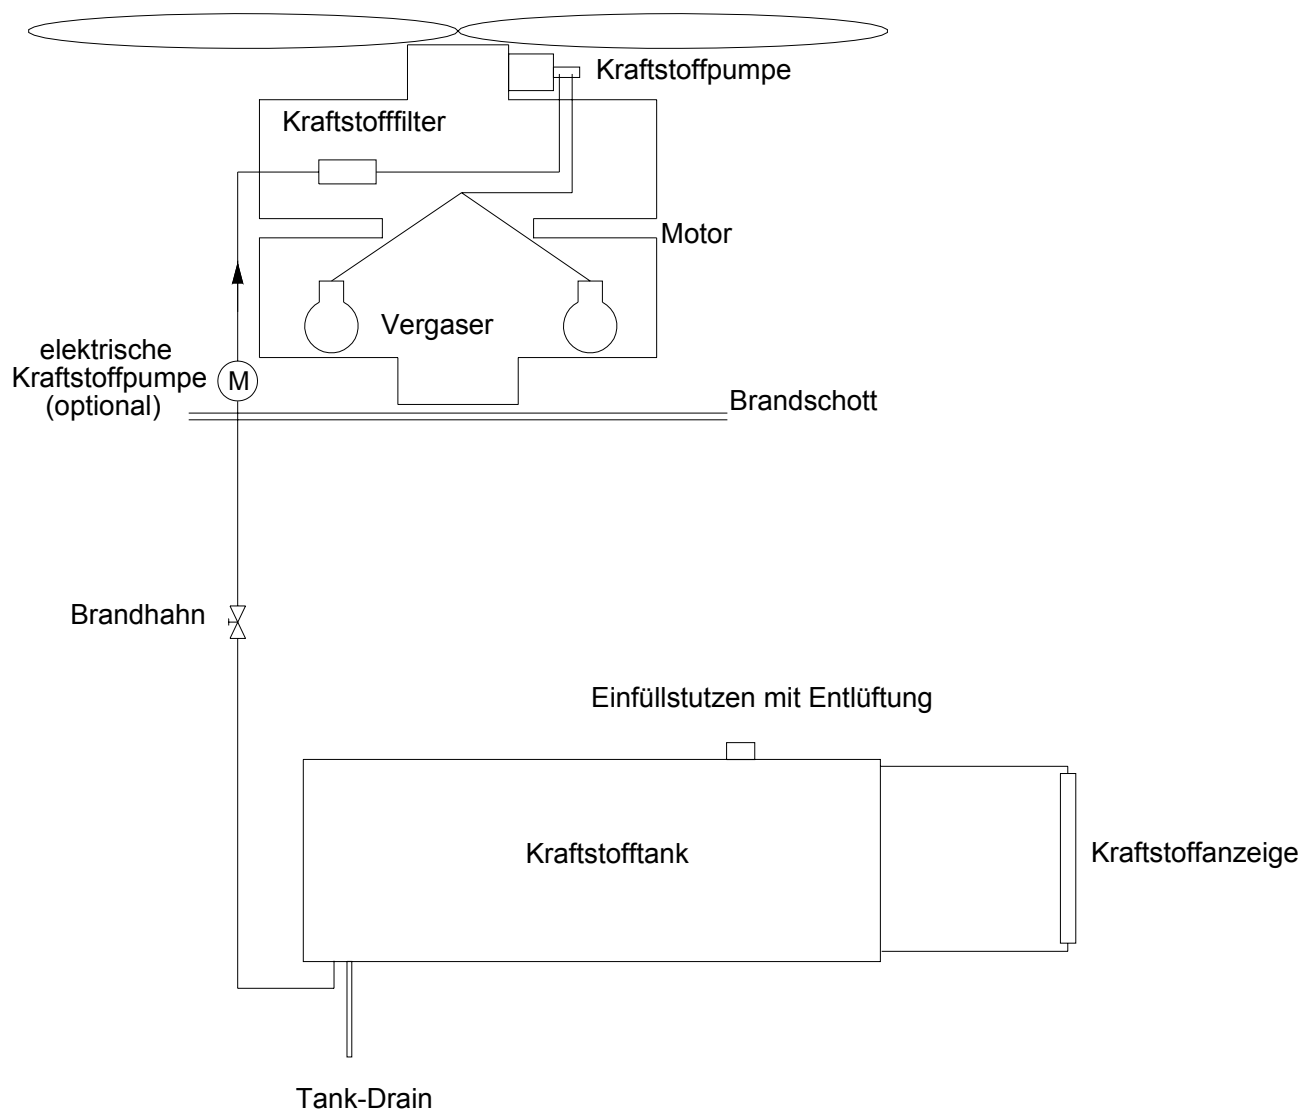 Kraftstoffpumpe
Kraftstofffilter
Motor
Vergaser
elektrische
Kraftstoffpumpe
(optional)
M
Brandschott
Brandhahn
Einfüllstutzen mit Entlüftung
Kraftstofftank
Kraftstoffanzeige
Tank-Drain